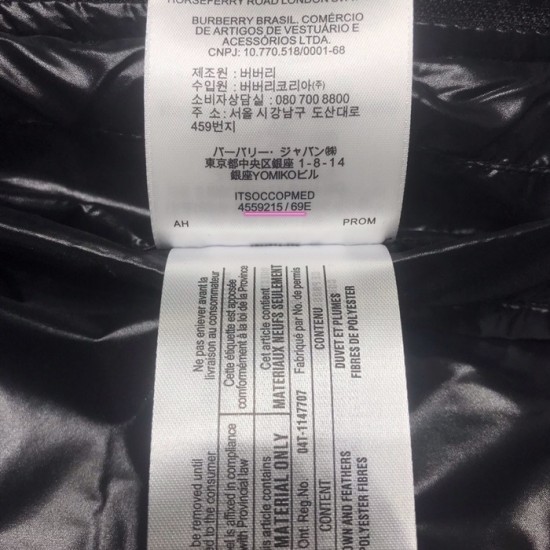 HORSEFERRY ROAD LONDON
BURBERRY BRASIL, COMÉRCIO
DE ARTIGOS DE VESTUÁRIO E
ACESSÓRIOS LTDA.
CNPJ: 10.770.518/0001-68
제조원 : 버버리
수입원 : 버버리코리아(주)
소비자상담실 : 080 700 8800
주 소 : 서울 시강남구 도산대로
459번지
バーバリー・ジャパン㈱
東京都中央区銀座 1 - 8 - 14
銀座YOMIKOビル
ITSOCCOPMED
4559215 / 69E
AH PROM
Ne pas enlever avant la
livraison au consommateur
Cette étiquette est apposée
conformément à la loi de la Province
Cet article contient
MATERIAUX NEUFS SEULEMENT
Fabriqué par No. de permis
CONTENU
DUVET ET PLUMES
FIBRES DE POLYESTER
be removed until
to the consumer
is affixed in compliance
with Provincial law
is article contains
MATERIAL ONLY
Ont. Reg. No. 04T-1147707
CONTENT
AND FEATHERS
FIBRES